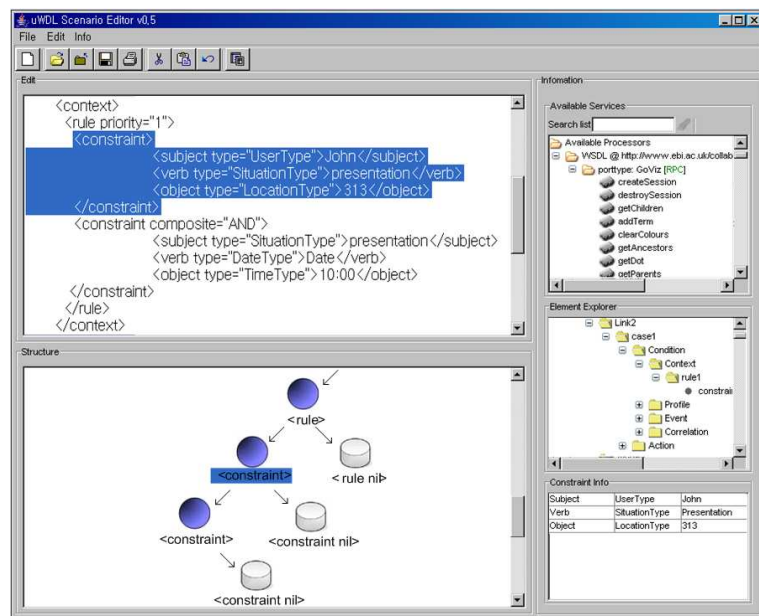 uWDL Scenario Editor v0,5
File Edit Info
Edit
<context>
<rule priority="1">
<constraint>
<subject type="UserType">John</subject>
<verb type="SituationType">presentation</verb>
<object type="LocationType">313</object>
</constraint>
<constraint composite="AND">
<subject type="SituationType">presentation</subject>
<verb type="DateType">Date</verb>
<object type="TimeType">10:00</object>
</constraint>
</rule>
</context>
Structure
<rule>
<constraint>
< rule nil>
<constraint>
<constraint nil>
<constraint nil>
Infomation
Available Services
Search list
Available Processors
WSDL @ http://www.ebi.ac.uk/collab
porttype: GoViz [RPC]
createSession
destroySession
getChildren
addTerm
clearColours
getAncestors
getDot
getParents
Element Explorer
Link2
case1
Condition
Context
rule1
constrai
Profile
Event
Correlation
Action
Constraint Info
Subject UserType John
Verb SituationType Presentation
Object LocationType 313